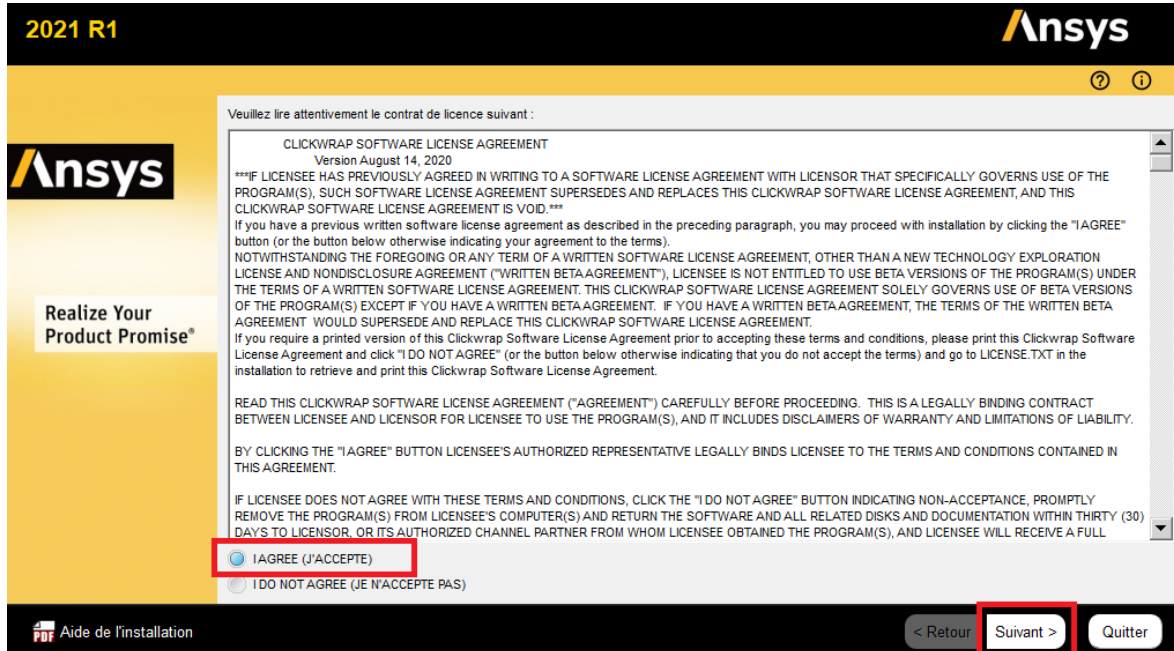 2021 R1
Ansys
Veuillez lire attentivement le contrat de licence suivant :
CLICKWRAP SOFTWARE LICENSE AGREEMENT
Version August 14, 2020
***IF LICENSEE HAS PREVIOUSLY AGREED IN WRITING TO A SOFTWARE LICENSE AGREEMENT WITH LICENSOR THAT SPECIFICALLY GOVERNS USE OF THE
PROGRAM(S), SUCH SOFTWARE LICENSE AGREEMENT SUPERSEDES AND REPLACES THIS CLICKWRAP SOFTWARE LICENSE AGREEMENT, AND THIS
CLICKWRAP SOFTWARE LICENSE AGREEMENT IS VOID.***
If you have a previous written software license agreement as described in the preceding paragraph, you may proceed with installation by clicking the "I AGREE"
button (or the button below otherwise indicating your agreement to the terms).
NOTWITHSTANDING THE FOREGOING OR ANY TERM OF A WRITTEN SOFTWARE LICENSE AGREEMENT, OTHER THAN A NEW TECHNOLOGY EXPLORATION
LICENSE AND NONDISCLOSURE AGREEMENT ("WRITTEN BETA AGREEMENT"), LICENSEE IS NOT ENTITLED TO USE BETA VERSIONS OF THE PROGRAM(S) UNDER
THE TERMS OF A WRITTEN SOFTWARE LICENSE AGREEMENT. THIS CLICKWRAP SOFTWARE LICENSE AGREEMENT SOLELY GOVERNS USE OF BETA VERSIONS
OF THE PROGRAM(S) EXCEPT IF YOU HAVE A WRITTEN BETA AGREEMENT. IF YOU HAVE A WRITTEN BETA AGREEMENT, THE TERMS OF THE WRITTEN BETA
AGREEMENT WOULD SUPERSEDE AND REPLACE THIS CLICKWRAP SOFTWARE LICENSE AGREEMENT.
If you require a printed version of this Clickwrap Software License Agreement prior to accepting these terms and conditions, please print this Clickwrap Software
License Agreement and click "I DO NOT AGREE" (or the button below otherwise indicating that you do not accept the terms) and go to LICENSE.TXT in the
installation to retrieve and print this Clickwrap Software License Agreement.
READ THIS CLICKWRAP SOFTWARE LICENSE AGREEMENT ("AGREEMENT") CAREFULLY BEFORE PROCEEDING. THIS IS A LEGALLY BINDING CONTRACT
BETWEEN LICENSEE AND LICENSOR FOR LICENSEE TO USE THE PROGRAM(S), AND IT INCLUDES DISCLAIMERS OF WARRANTY AND LIMITATIONS OF LIABILITY.
BY CLICKING THE "I AGREE" BUTTON LICENSEE'S AUTHORIZED REPRESENTATIVE LEGALLY BINDS LICENSEE TO THE TERMS AND CONDITIONS CONTAINED IN
THIS AGREEMENT.
IF LICENSEE DOES NOT AGREE WITH THESE TERMS AND CONDITIONS, CLICK THE "I DO NOT AGREE" BUTTON INDICATING NON-ACCEPTANCE, PROMPTLY
REMOVE THE PROGRAM(S) FROM LICENSEE'S COMPUTER(S) AND RETURN THE SOFTWARE AND ALL RELATED DISKS AND DOCUMENTATION WITHIN THIRTY (30)
DAYS TO LICENSOR, OR ITS AUTHORIZED CHANNEL PARTNER FROM WHOM LICENSEE OBTAINED THE PROGRAM(S), AND LICENSEE WILL RECEIVE A FULL
Ansys
Realize Your
Product Promise®
I AGREE (J'ACCEPTE)
I DO NOT AGREE (JE N'ACCEPTE PAS)
PDF Aide de l'installation
< Retour
Suivant >
Quitter